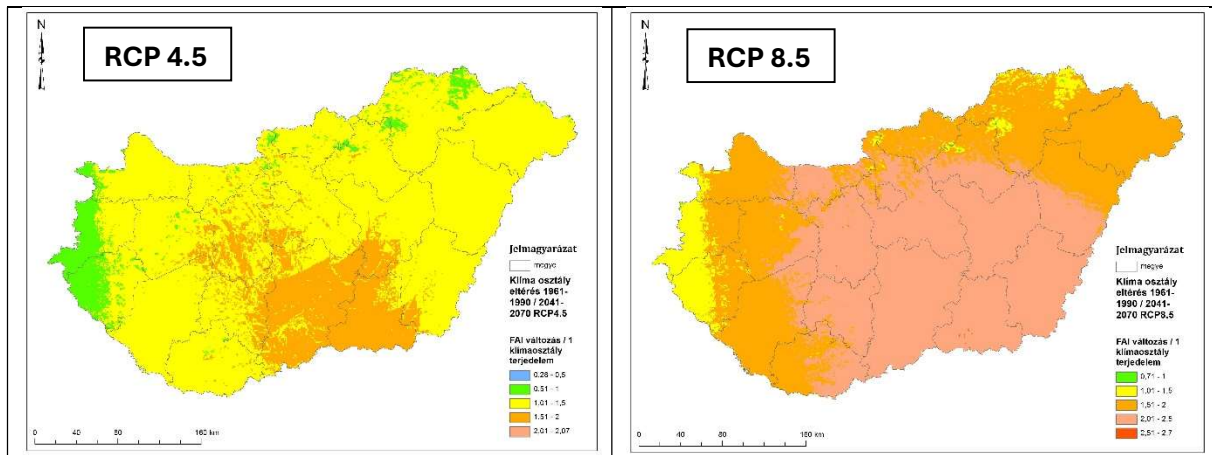 N
RCP 4.5
Jelmagyarázat
megye
Klíma osztály
eltérés 1961-
1990 / 2041-
2070 RCP4.5
FAI változás / 1
klímaosztály
terjedelem
0,28 - 0,5
0,51 - 1
1,01 - 1,5
1,51 - 2
2,01 - 2,07
0 40 80 160 km
N
RCP 8.5
Jelmagyarázat
megye
Klíma osztály
eltérés 1961-
1990 / 2041-
2070 RCP8.5
FAI változás / 1
klímaosztály
terjedelem
0,71 - 1
1,01 - 1,5
1,51 - 2
2,01 - 2,5
2,51 - 2,7
0 40 80 160 km